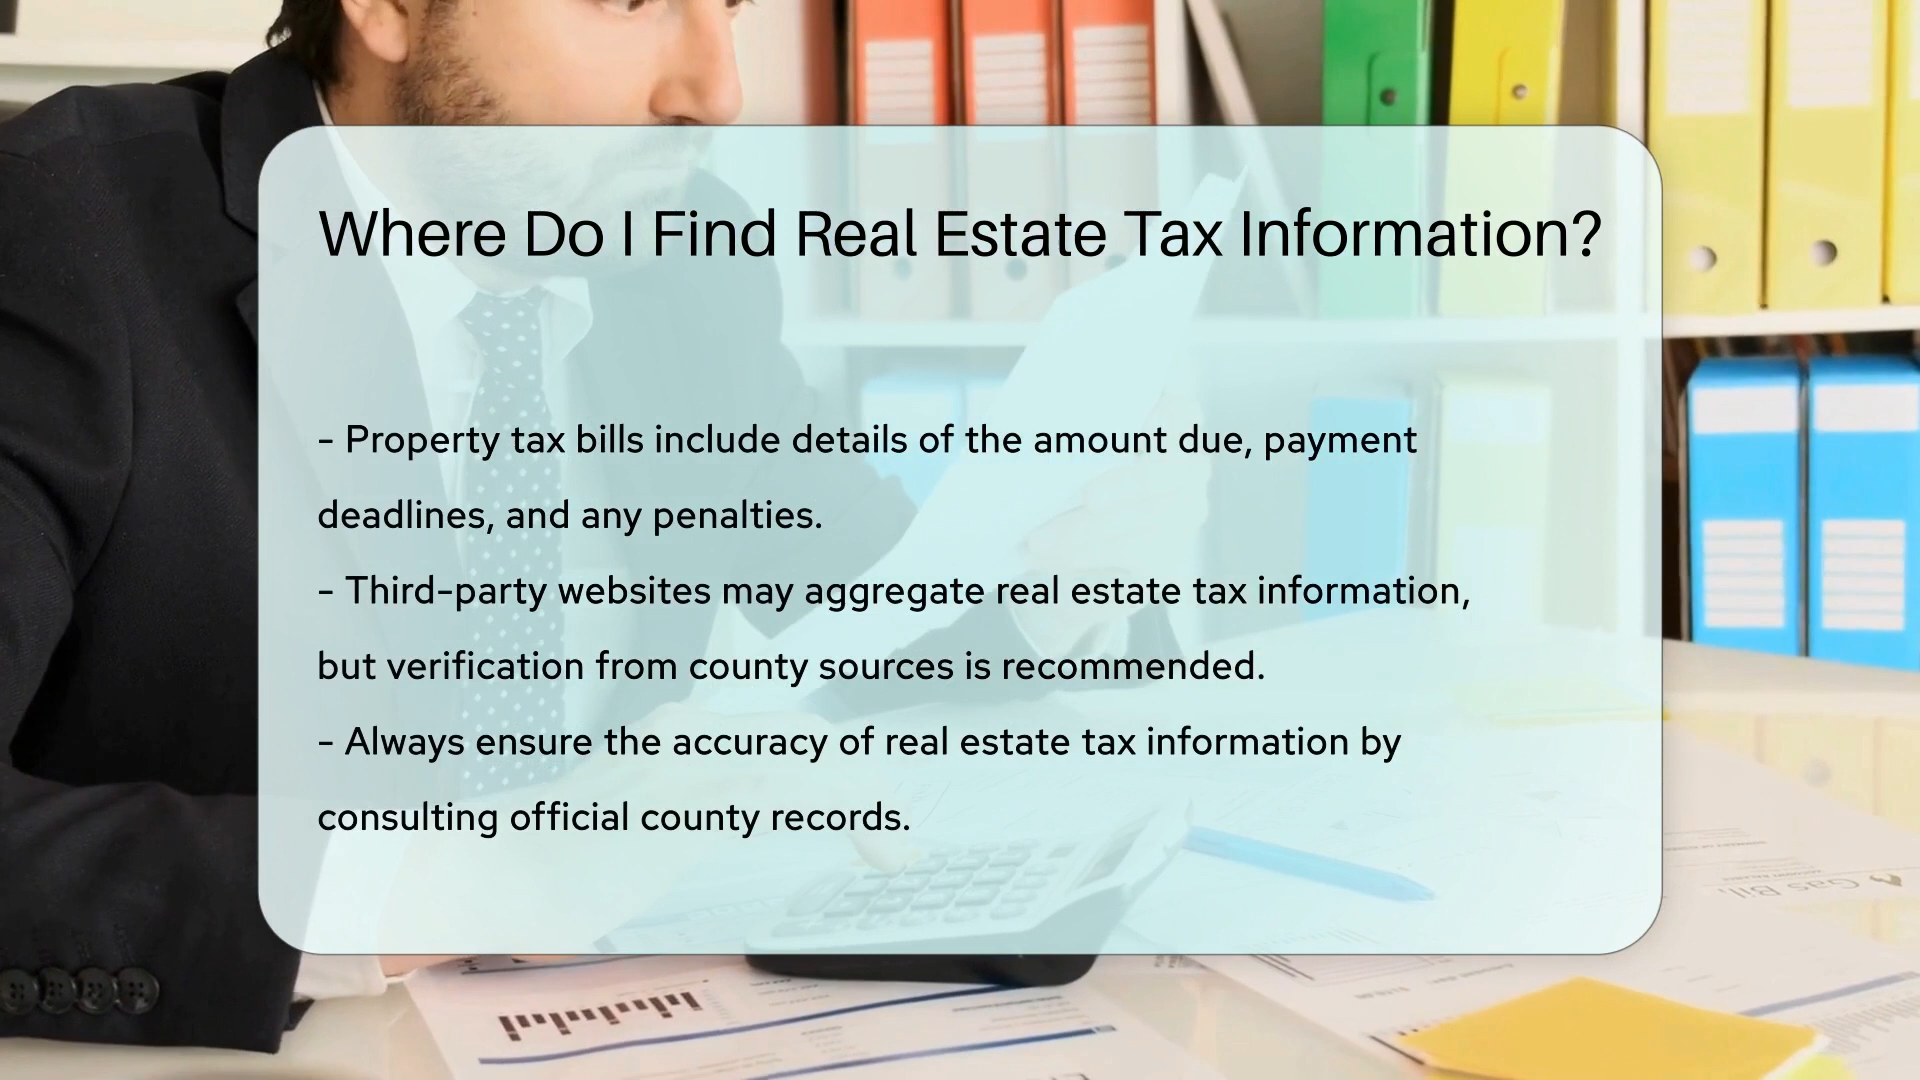 Where Do I Find Real Estate Tax Information?
- Property tax bills include details of the amount due, payment
deadlines, and any penalties.
- Third-party websites may aggregate real estate tax information,
but verification from county sources is recommended.
- Always ensure the accuracy of real estate tax information by
consulting official county records.
Gas Bill